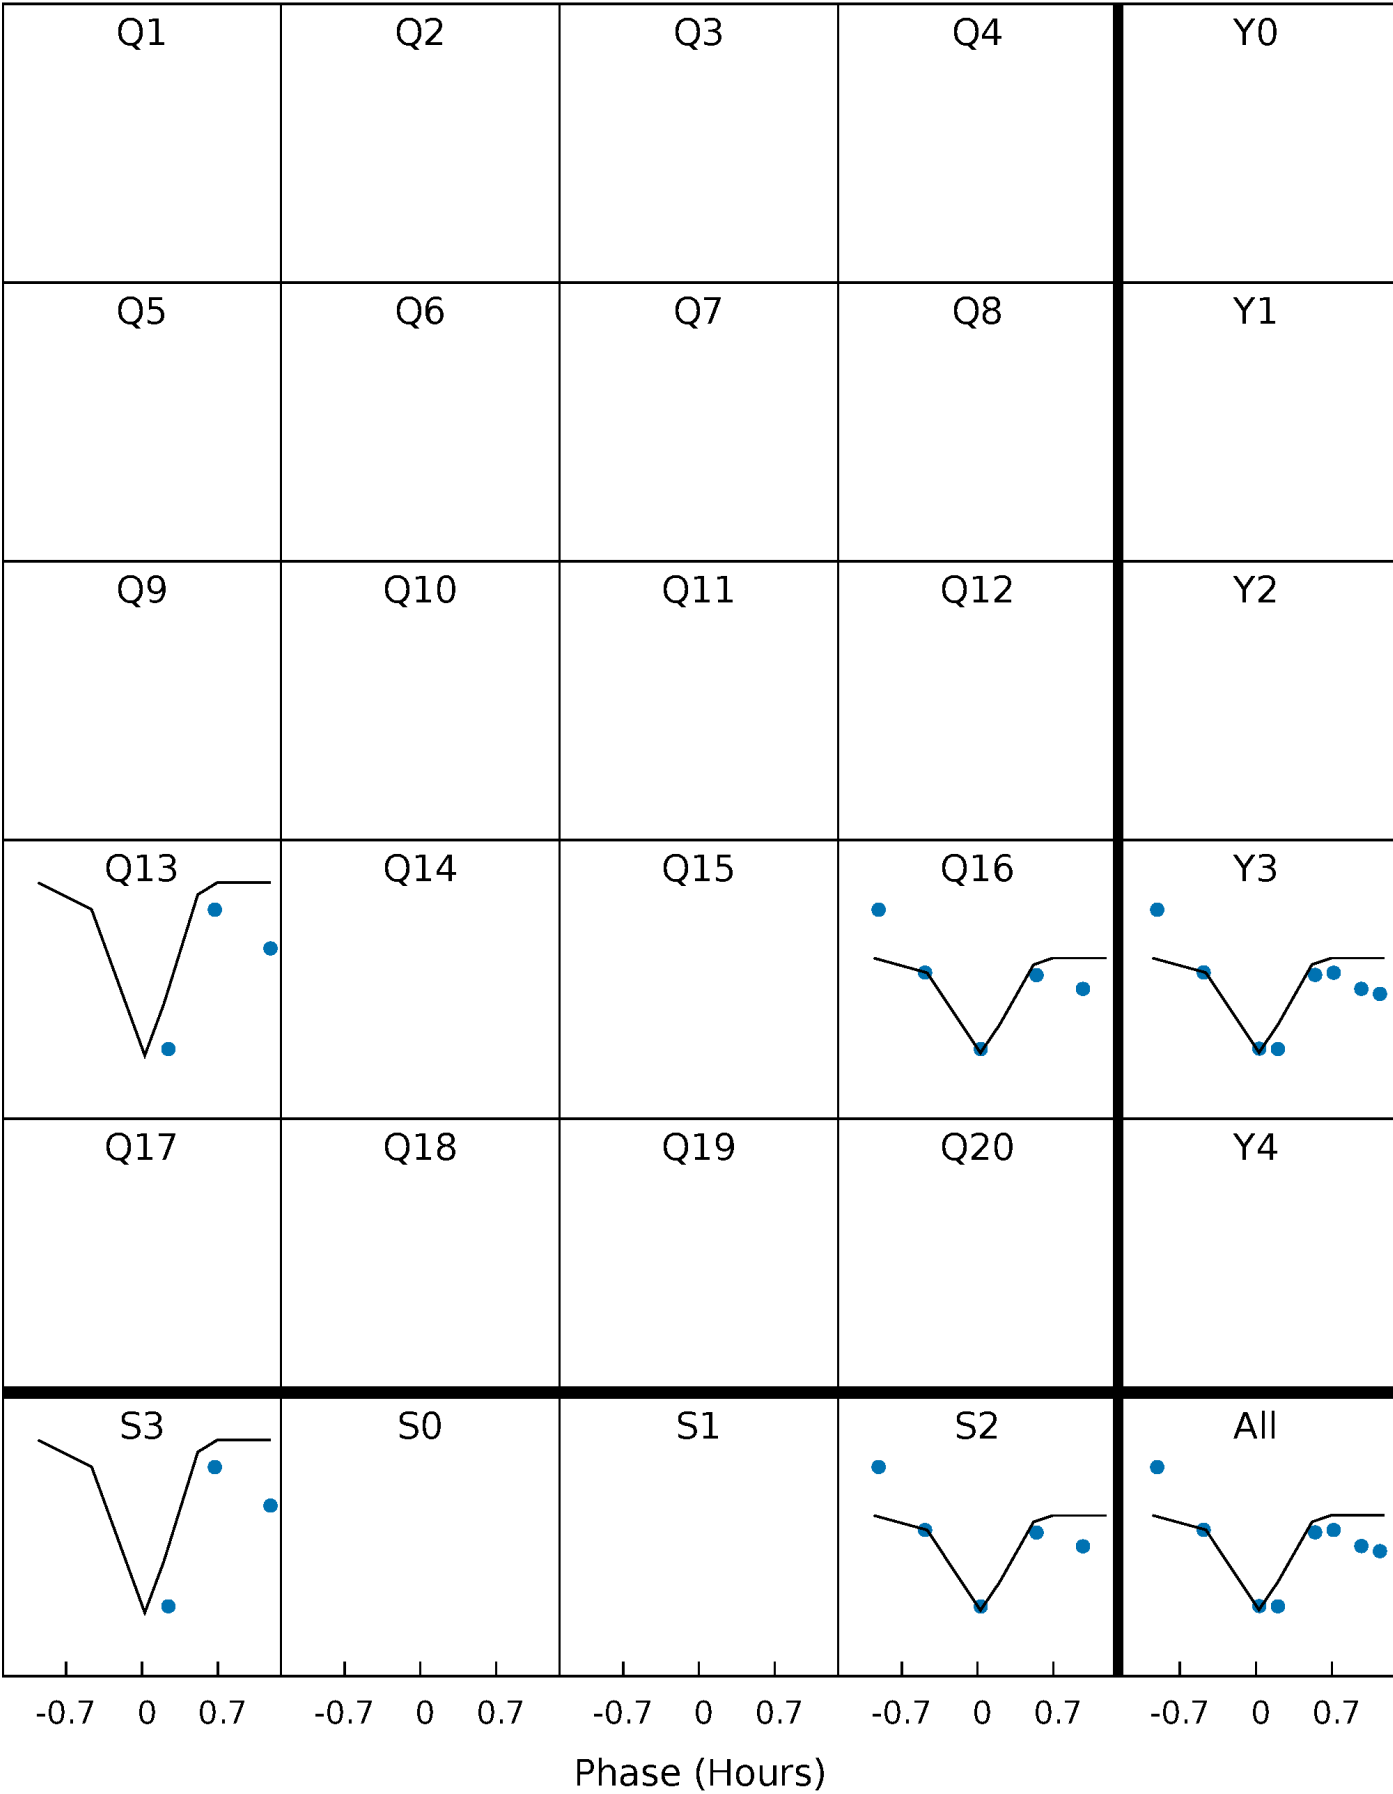 Q1 Q2 Q3 Q4 Y0
Q5 Q6 Q7 Q8 Y1
Q9 Q10 Q11 Q12 Y2
Q13 Q14 Q15 Q16 Y3
Q17 Q18 Q19 Q20 Y4
S3 S0 S1 S2 All
-0.7 0 0.7 -0.7 0 0.7 -0.7 0 0.7 -0.7 0 0.7 -0.7 0 0.7
Phase (Hours)